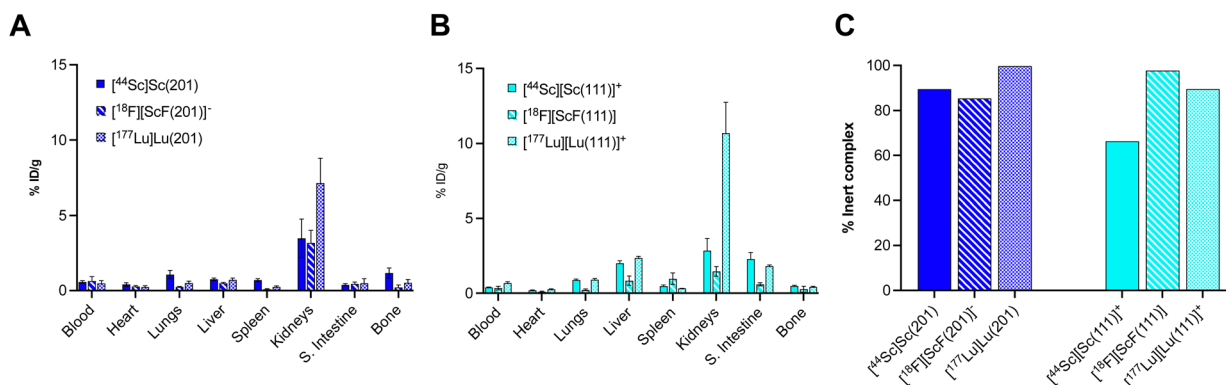 A
% ID/g
15
10
5
0
[⁴⁴Sc]Sc(201)
[¹⁸F][ScF(201)]⁻
[¹⁷⁷Lu]Lu(201)
Blood
Heart
Lungs
Liver
Spleen
Kidneys
S. Intestine
Bone
B
% ID/g
15
10
5
0
[⁴⁴Sc][Sc(111)]⁺
[¹⁸F][ScF(111)]
[¹⁷⁷Lu][Lu(111)]⁺
Blood
Heart
Lungs
Liver
Spleen
Kidneys
S. Intestine
Bone
C
% Inert complex
100
80
60
40
20
0
[⁴⁴Sc]Sc(201)
[¹⁸F][ScF(201)]⁻
[¹⁷⁷Lu]Lu(201)
[⁴⁴Sc][Sc(111)]⁺
[¹⁸F][ScF(111)]
[¹⁷⁷Lu][Lu(111)]⁺